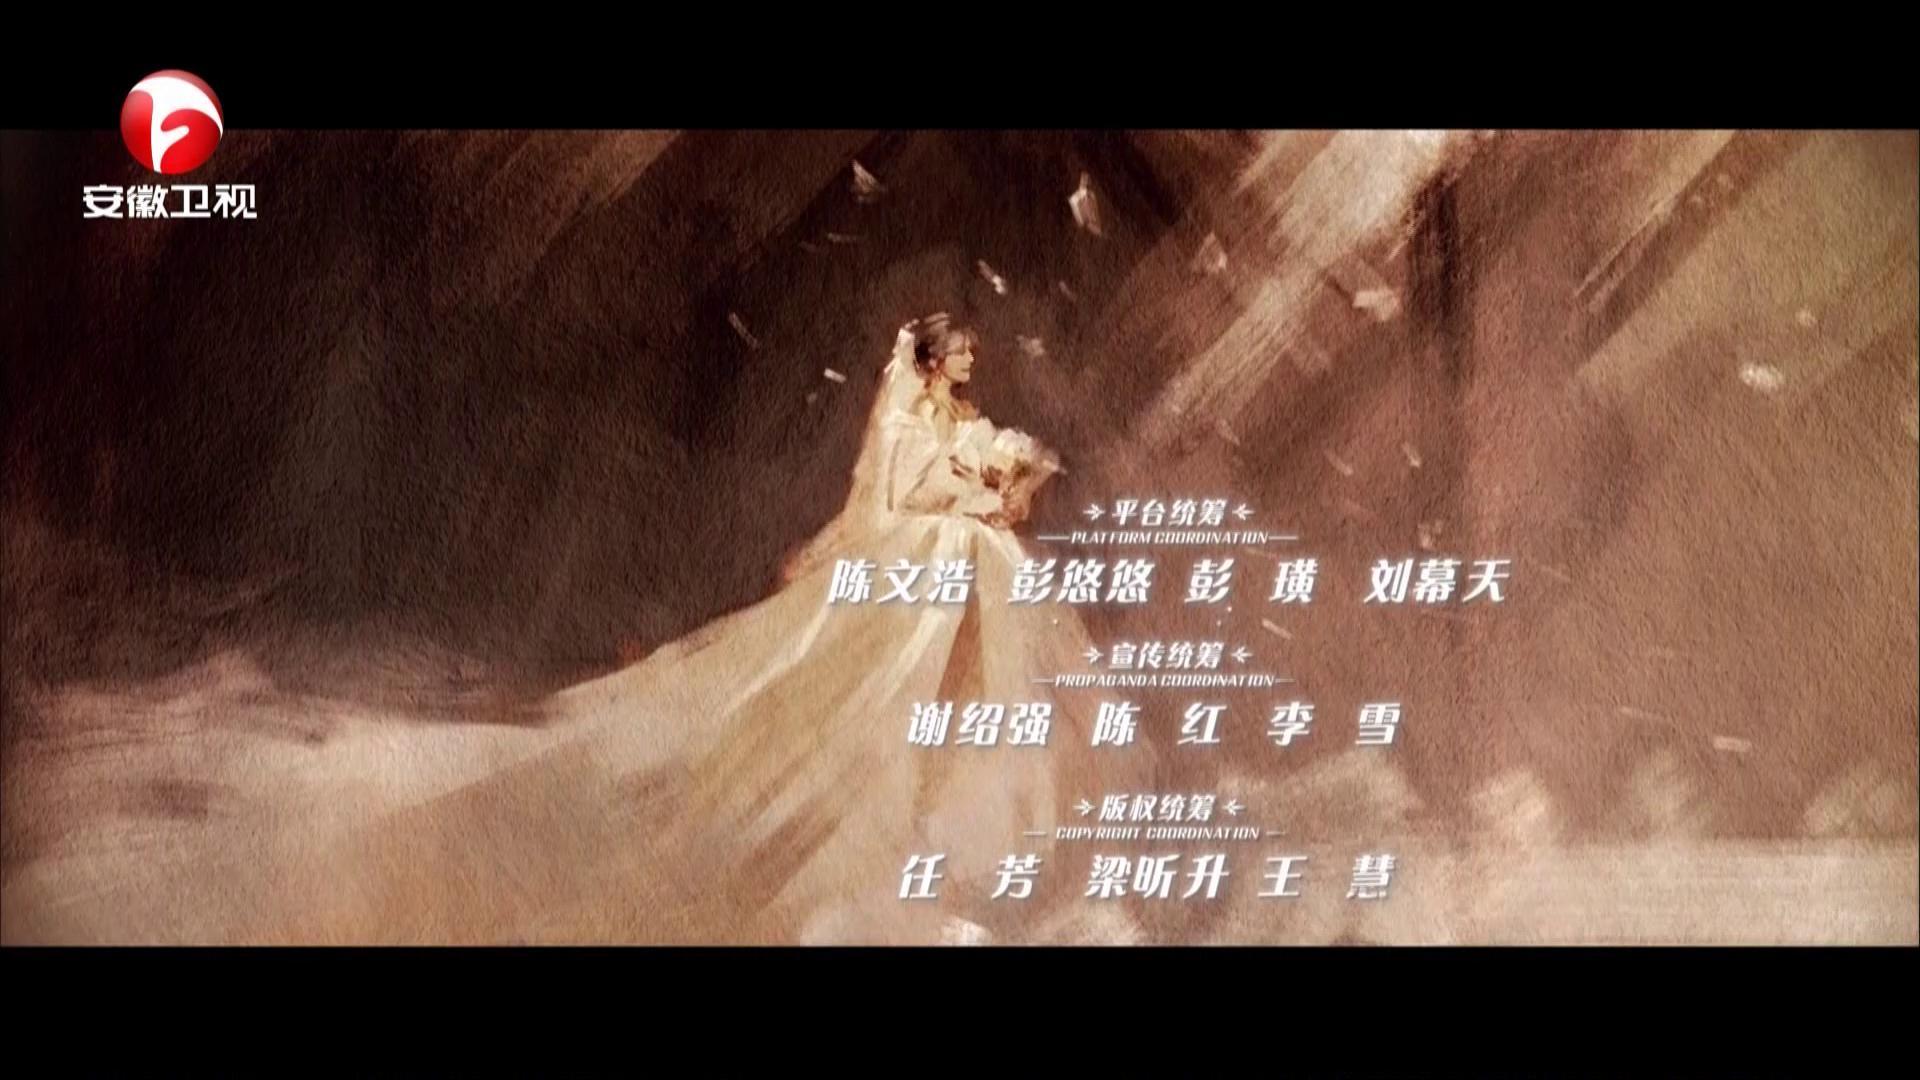 安徽卫视
平台统筹
PLATFORM COORDINATION
陈文浩 彭悠悠 彭 璜 刘幕天
宣传统筹
PROPAGANDA COORDINATION
谢绍强 陈 红 李 雪
版权统筹
COPYRIGHT COORDINATION
任 芳 梁昕升 王 慧